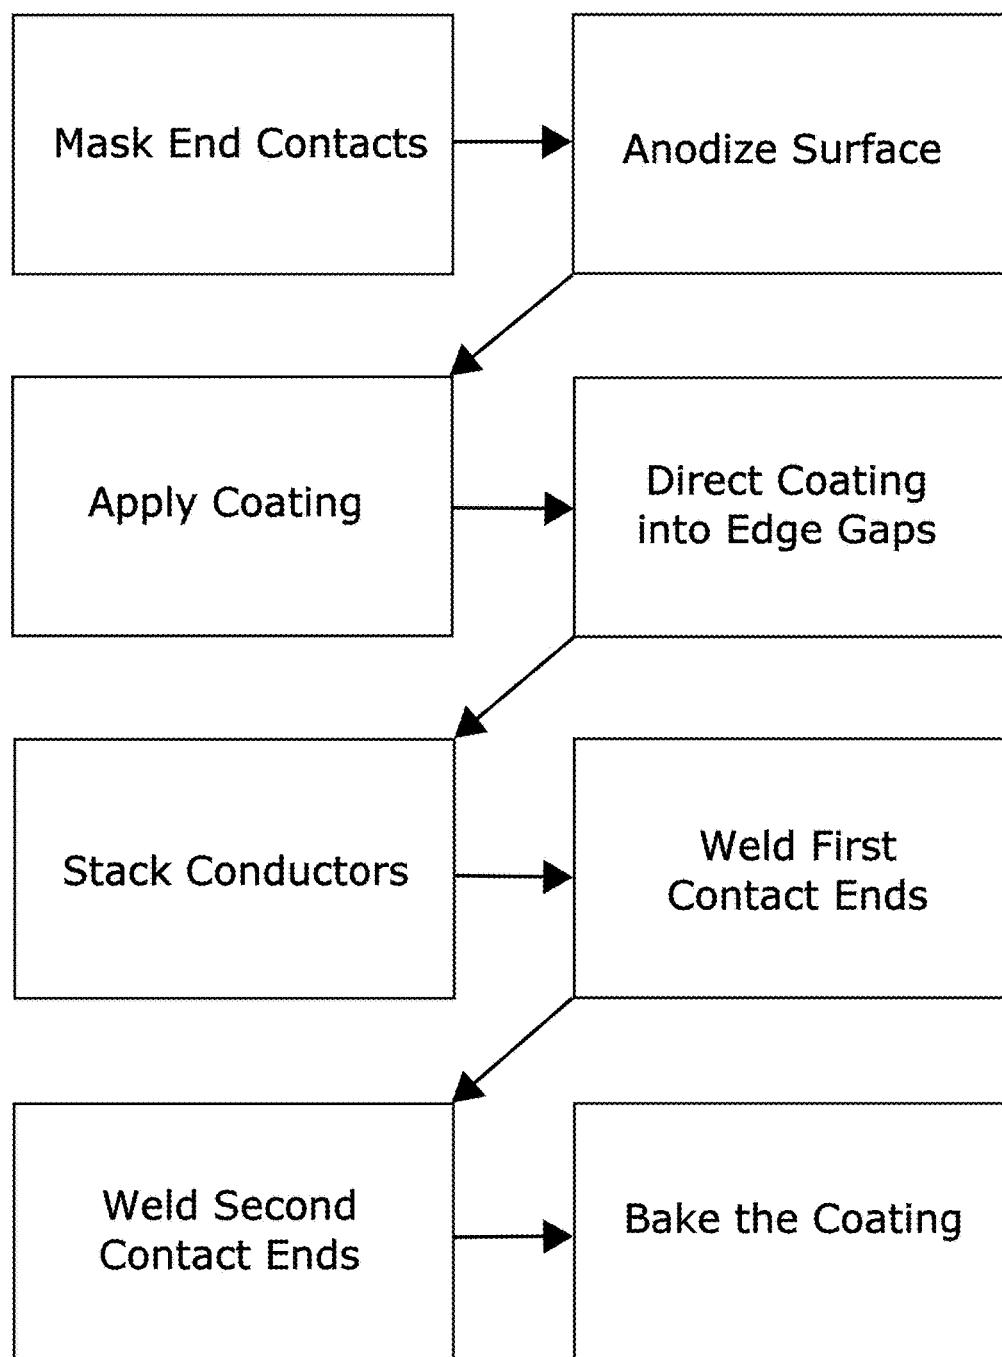 Mask End Contacts
Anodize Surface
Apply Coating
Direct Coating
into Edge Gaps
Stack Conductors
Weld First
Contact Ends
Weld Second
Contact Ends
Bake the Coating